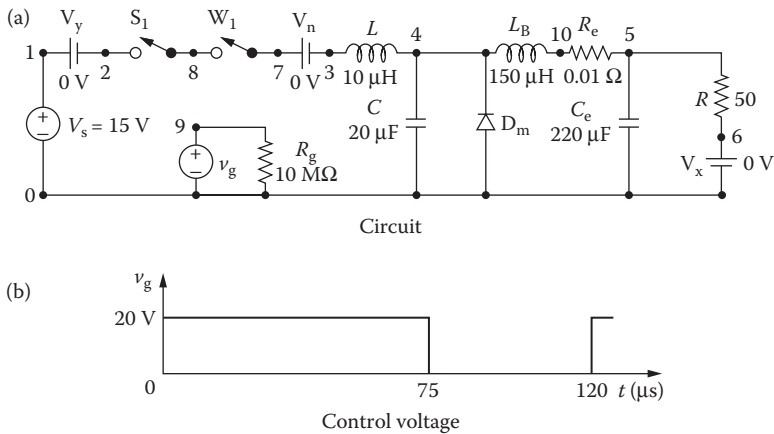 (a)
V_y S₁ W₁ V_n L 4 L_B 10 R_e 5
1 0 V 2 8 7 0 V 3 10 μH 150 μH 0.01 Ω
V_s = 15 V 9 C 20 μF D_m C_e 220 μF R 50
v_g R_g 10 MΩ 6 V_x 0 V
0
Circuit
(b)
v_g
20 V
0 75 120 t (μs)
Control voltage